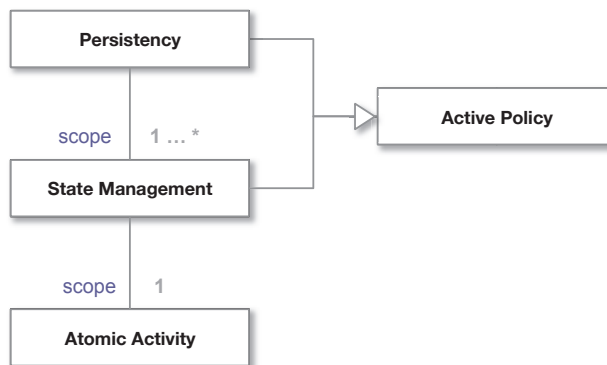 Persistency
Active Policy
scope 1 ... *
State Management
scope 1
Atomic Activity